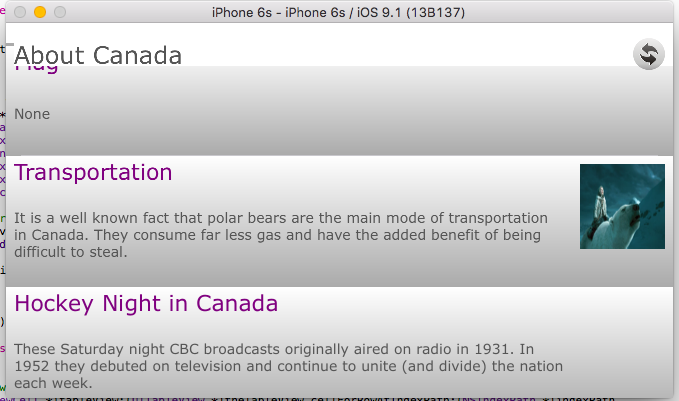 iPhone 6s - iPhone 6s / iOS 9.1 (13B137)
About Canada
None
Transportation
It is a well known fact that polar bears are the main mode of transportation
in Canada. They consume far less gas and have the added benefit of being
difficult to steal.
Hockey Night in Canada
These Saturday night CBC broadcasts originally aired on radio in 1931. In
1952 they debuted on television and continue to unite (and divide) the nation
each week.